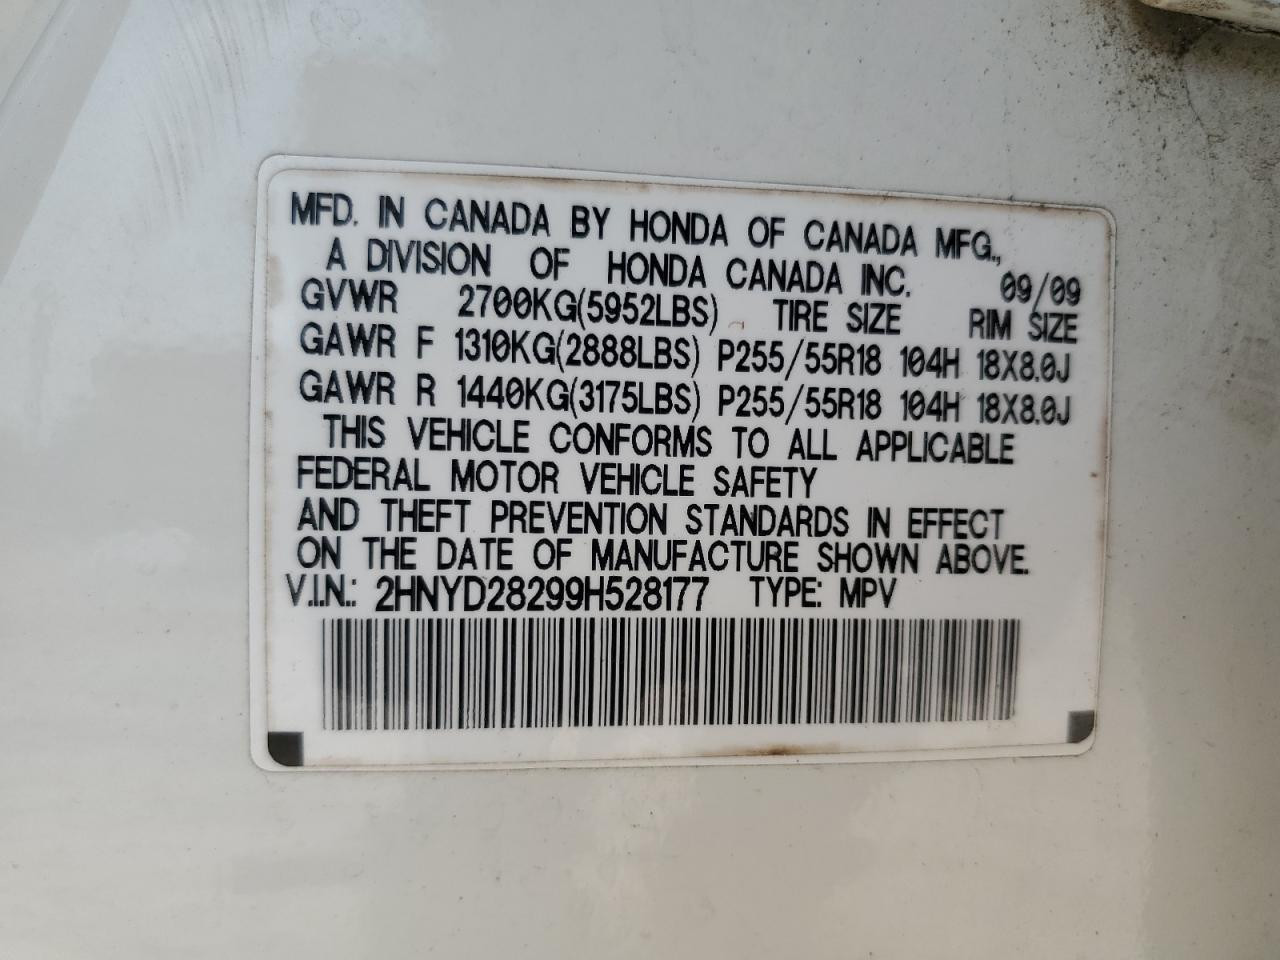 MFD. IN CANADA BY HONDA OF CANADA MFG.,
A DIVISION OF HONDA CANADA INC. 09/09
GVWR 2700KG(5952LBS) TIRE SIZE RIM SIZE
GAWR F 1310KG(2888LBS) P255/55R18 104H 18X8.0J
GAWR R 1440KG(3175LBS) P255/55R18 104H 18X8.0J
THIS VEHICLE CONFORMS TO ALL APPLICABLE
FEDERAL MOTOR VEHICLE SAFETY
AND THEFT PREVENTION STANDARDS IN EFFECT
ON THE DATE OF MANUFACTURE SHOWN ABOVE.
V.I.N.: 2HNYD28299H528177 TYPE: MPV